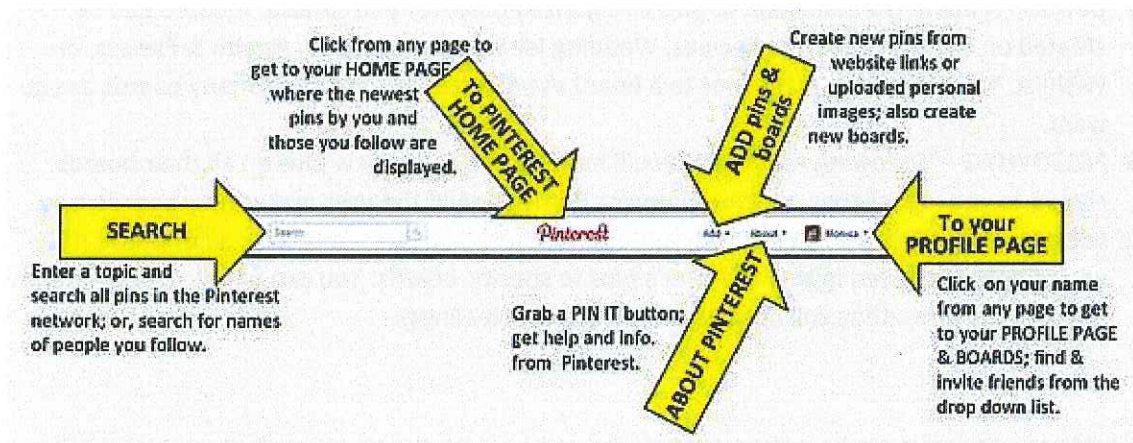 Click from any page to
get to your HOME PAGE
where the newest
pins by you and
those you follow are
displayed.
To PINTEREST
HOME PAGE
ADD pins &
boards
Create new pins from
website links or
uploaded personal
images; also create
new boards.
SEARCH
Search
Pinterest
Add
About
Monica
To your
PROFILE PAGE
Enter a topic and
search all pins in the Pinterest
network; or, search for names
of people you follow.
Grab a PIN IT button;
get help and info.
from Pinterest.
ABOUT PINTEREST
Click on your name
from any page to get
to your PROFILE PAGE
& BOARDS; find &
invite friends from the
drop down list.